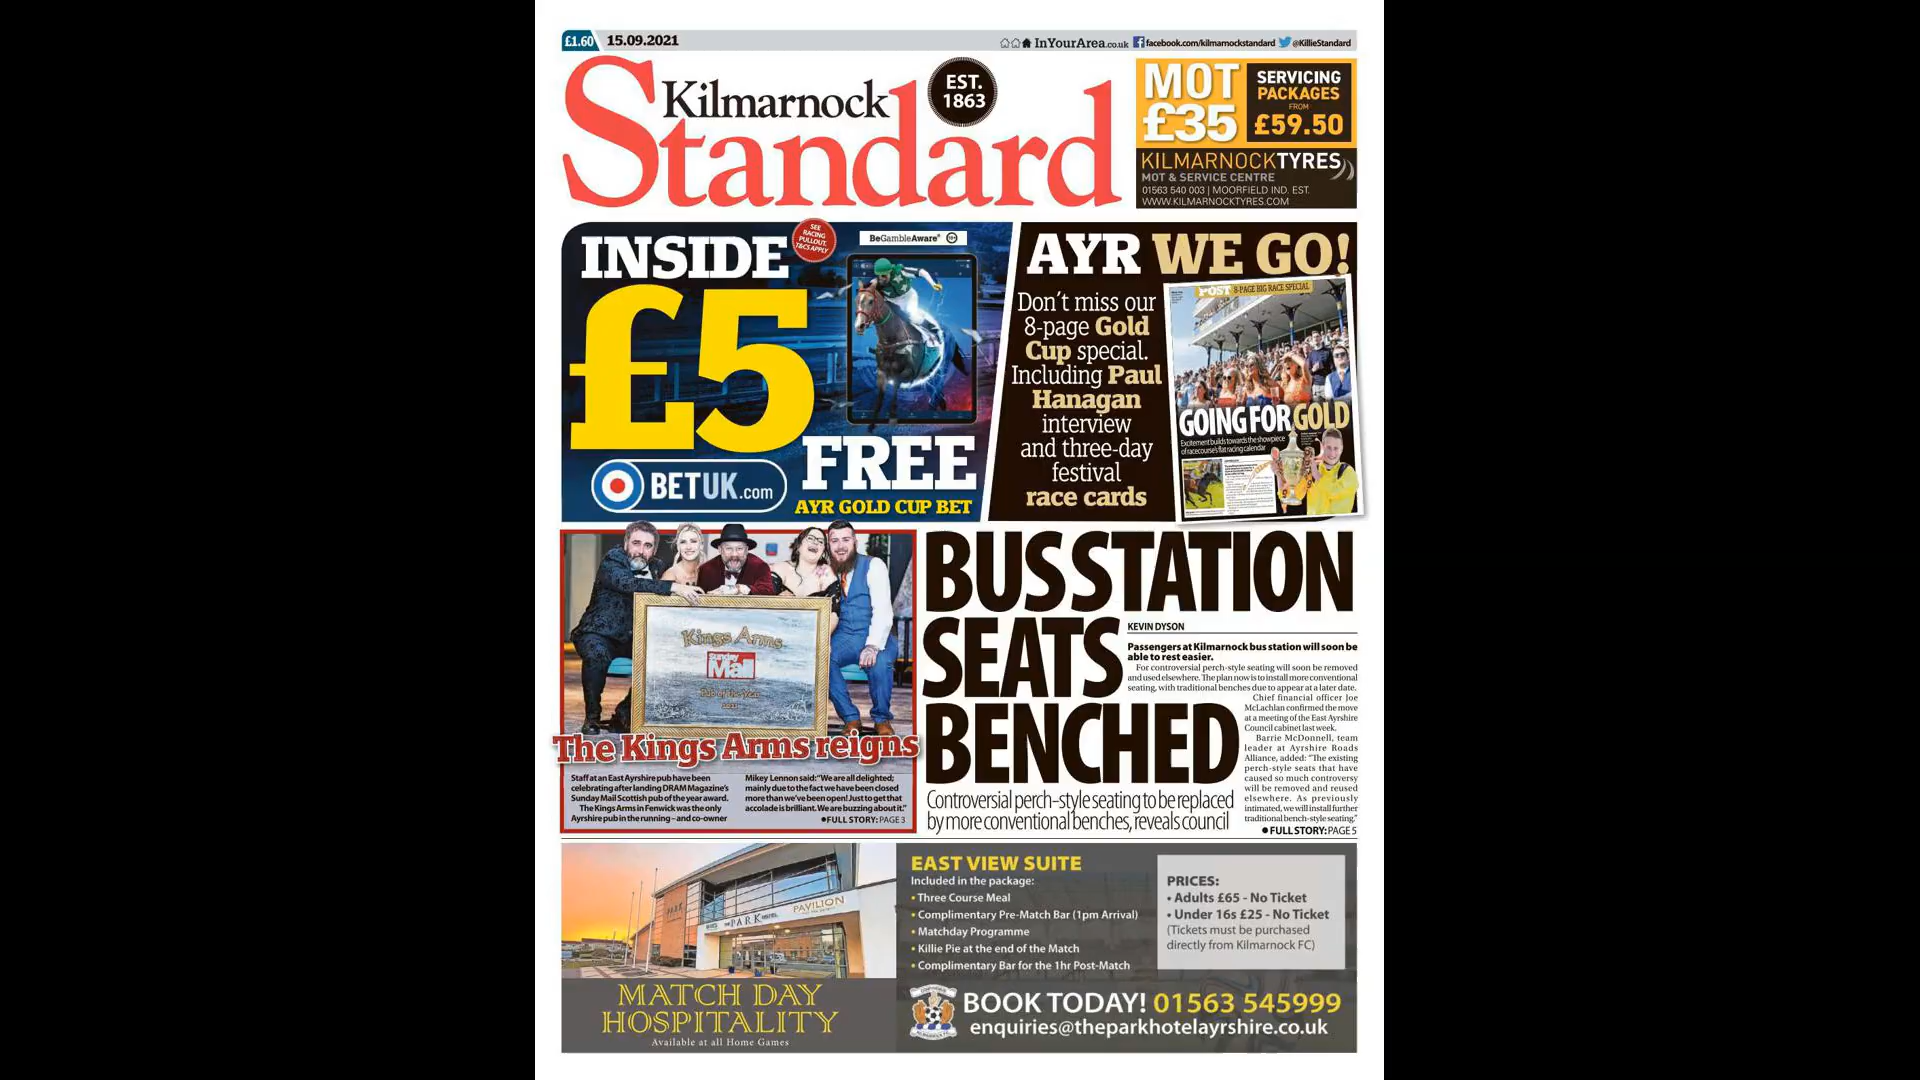 £1.60 15.09.2021
InYourArea.co.uk facebook.com/kilmarnockstandard @KillieStandard
Kilmarnock
Standard
EST.
1863
MOT
£35
SERVICING
PACKAGES
FROM
£59.50
KILMARNOCKTYRES
MOT & SERVICE CENTRE
01563 540 003 | MOORFIELD IND. EST.
WWW.KILMARNOCKTYRES.COM
INSIDE
SEE
RACING
PULLOUT.
T&CS APPLY
BeGambleAware 18+
£5
FREE
BETUK.com
AYR GOLD CUP BET
AYR WE GO!
Don't miss our
8-page Gold
Cup special.
Including Paul
Hanagan
interview
and three-day
festival
race cards
POST 8-PAGE BIG RACE SPECIAL
GOING FOR GOLD
Excitement builds towards the showpiece
of racecourse's flat racing calendar
Kings Arms
Sunday
Mail
Pub of the Year
2021
The Kings Arms reigns
Staff at an East Ayrshire pub have been
celebrating after landing DRAM Magazine's
Sunday Mail Scottish pub of the year award.
The Kings Arms in Fenwick was the only
Ayrshire pub in the running – and co-owner
Mikey Lennon said: "We are all delighted;
mainly due to the fact we have been closed
more than we've been open! Just to get that
accolade is brilliant. We are buzzing about it."
●FULL STORY: PAGE 3
BUS STATION
SEATS
BENCHED
Controversial perch-style seating to be replaced
by more conventional benches, reveals council
KEVIN DYSON
Passengers at Kilmarnock bus station will soon be
able to rest easier.
For controversial perch-style seating will soon be removed
and used elsewhere. The plan now is to install more conventional
seating, with traditional benches due to appear at a later date.
Chief financial officer Joe
McLachlan confirmed the move
at a meeting of the East Ayrshire
Council cabinet last week.
Barrie McDonnell, team
leader at Ayrshire Roads
Alliance, added: "The existing
perch-style seats that have
caused so much controversy
will be removed and reused
elsewhere. As previously
intimated, we will install further
traditional bench-style seating."
● FULL STORY: PAGE 5
PARK
THE PARK HOTEL
PAVILION
MATCH DAY
HOSPITALITY
Available at all Home Games
EAST VIEW SUITE
Included in the package:
• Three Course Meal
• Complimentary Pre-Match Bar (1pm Arrival)
• Matchday Programme
• Killie Pie at the end of the Match
• Complimentary Bar for the 1hr Post-Match
PRICES:
• Adults £65 - No Ticket
• Under 16s £25 - No Ticket
(Tickets must be purchased
directly from Kilmarnock FC)
BOOK TODAY! 01563 545999
enquiries@theparkhotelayrshire.co.uk